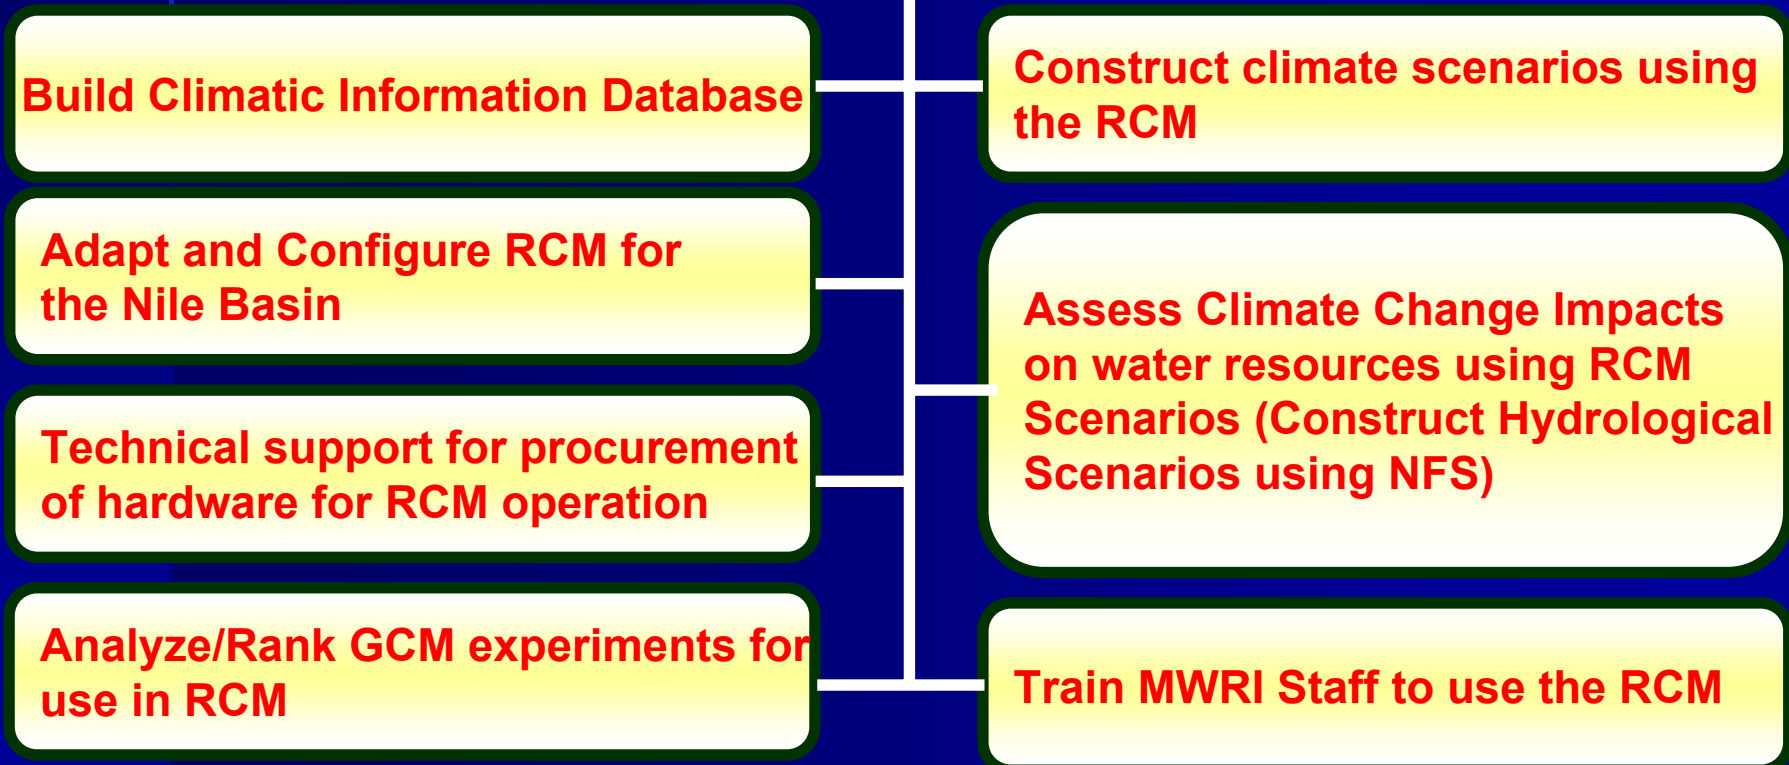 Build Climatic Information Database
Adapt and Configure RCM for
the Nile Basin
Technical support for procurement
of hardware for RCM operation
Analyze/Rank GCM experiments for
use in RCM
Construct climate scenarios using
the RCM
Assess Climate Change Impacts
on water resources using RCM
Scenarios (Construct Hydrological
Scenarios using NFS)
Train MWRI Staff to use the RCM